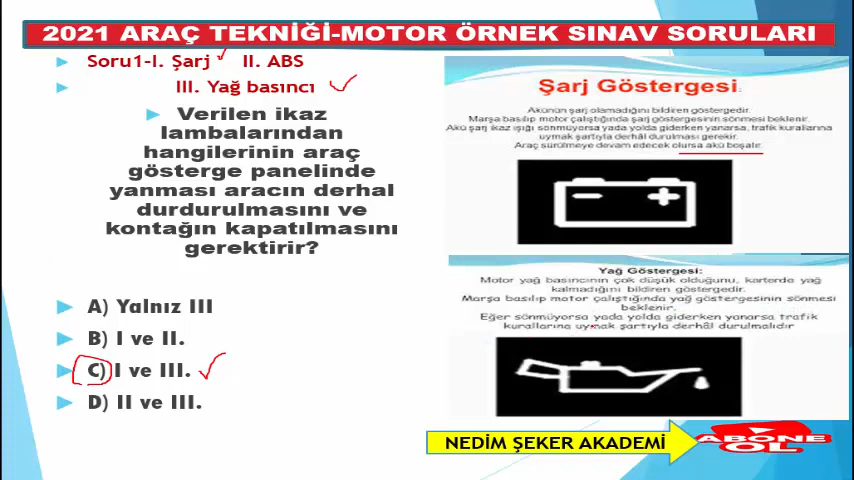 2021 ARAÇ TEKNİĞİ-MOTOR ÖRNEK SINAV SORULARI
Soru1-I. Şarj II. ABS
III. Yağ basıncı
Verilen ikaz
lambalarından
hangilerinin araç
gösterge panelinde
yanması aracın derhal
durdurulmasını ve
kontağın kapatılmasını
gerektirir?
A) Yalnız III
B) I ve II.
C) I ve III.
D) II ve III.
Şarj Göstergesi
Akünün şarj olamadığını bildiren göstergedir.
Marşa basılıp motor çalıştığında şarj göstergesinin sönmesi beklenir.
Akü şarj ikaz ışığı sönmüyorsa yada yolda giderken yanarsa, trafik kurallarına
uymak şartıyla derhâl durulması gerekir.
Araç sürülmeye devam edecek olursa akü boşalır.
Yağ Göstergesi:
Motor yağ basıncının çok düşük olduğunu, karterde yağ
kalmadığını bildiren göstergedir.
Marşa basılıp motor çalıştığında yağ göstergesinin sönmesi
beklenir.
Eğer sönmüyorsa yada yolda giderken yanarsa trafik
kurallarına uymak şartıyla derhâl durulmalıdır
NEDİM ŞEKER AKADEMİ
ABONE
OL